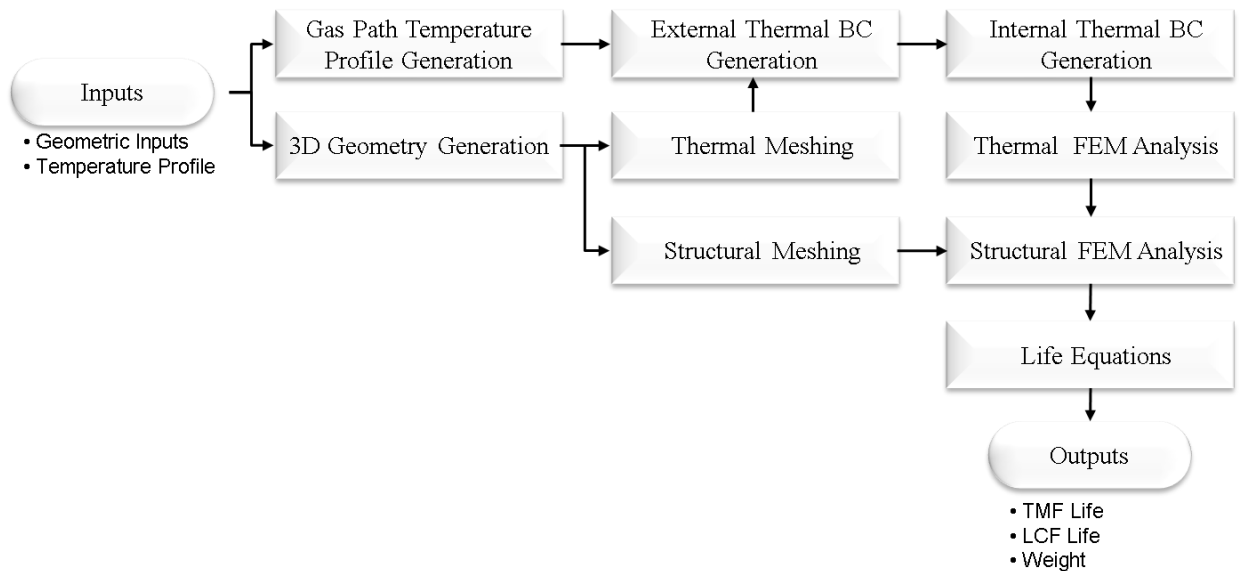 Inputs
• Geometric Inputs
• Temperature Profile
Gas Path Temperature
Profile Generation
External Thermal BC
Generation
Internal Thermal BC
Generation
3D Geometry Generation
Thermal Meshing
Thermal FEM Analysis
Structural Meshing
Structural FEM Analysis
Life Equations
Outputs
• TMF Life
• LCF Life
• Weight